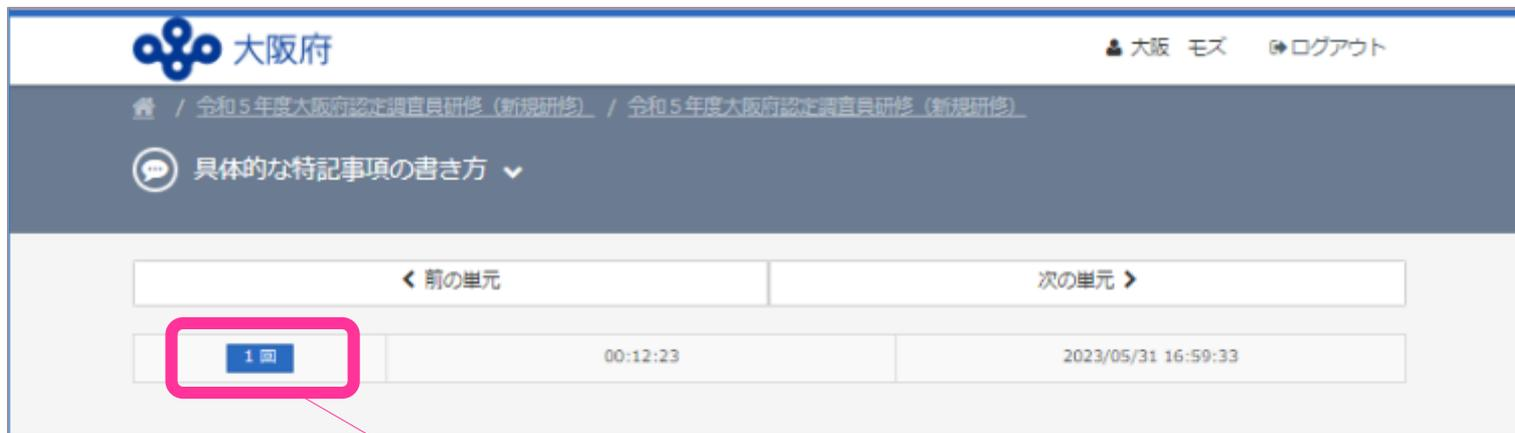 大阪府
大阪 モズ ログアウト
/ 令和5年度大阪府認定調査員研修（新規研修） / 令和5年度大阪府認定調査員研修（新規研修）
具体的な特記事項の書き方
前の単元 次の単元
1 回 00:12:23 2023/05/31 16:59:33